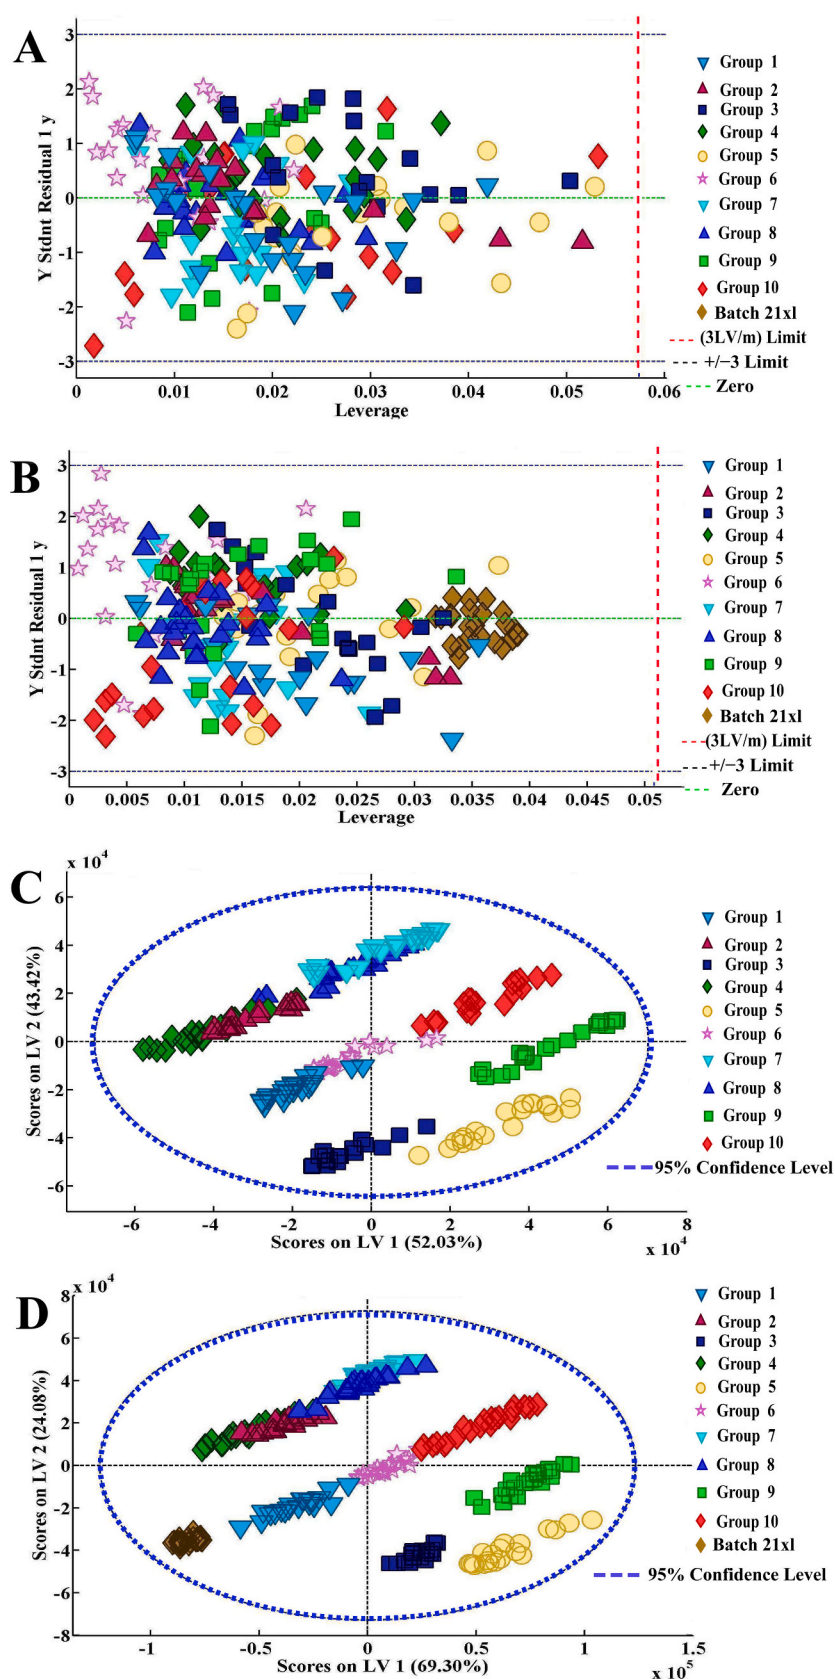 A
Y Stdnt Residual 1 y
3
2
1
0
-1
-2
-3
0
0.01
0.02
0.03
0.04
0.05
0.06
Leverage
Group 1
Group 2
Group 3
Group 4
Group 5
Group 6
Group 7
Group 8
Group 9
Group 10
Batch 21xl
(3LV/m) Limit
+/−3 Limit
Zero
B
Y Stdnt Residual 1 y
3
2
1
0
-1
-2
-3
0
0.005
0.01
0.015
0.02
0.025
0.03
0.035
0.04
0.045
0.05
Leverage
Group 1
Group 2
Group 3
Group 4
Group 5
Group 6
Group 7
Group 8
Group 9
Group 10
Batch 21xl
(3LV/m) Limit
+/−3 Limit
Zero
C
x 10⁴
Scores on LV 2 (43.42%)
6
4
2
0
-2
-4
-6
-6
-4
-2
0
2
4
6
8
Scores on LV 1 (52.03%)
x 10⁴
Group 1
Group 2
Group 3
Group 4
Group 5
Group 6
Group 7
Group 8
Group 9
Group 10
95% Confidence Level
D
x 10⁴
Scores on LV 2 (24.08%)
8
6
4
2
0
-2
-4
-6
-8
-1
-0.5
0
0.5
1
1.5
Scores on LV 1 (69.30%)
x 10⁵
Group 1
Group 2
Group 3
Group 4
Group 5
Group 6
Group 7
Group 8
Group 9
Group 10
Batch 21xl
95% Confidence Level